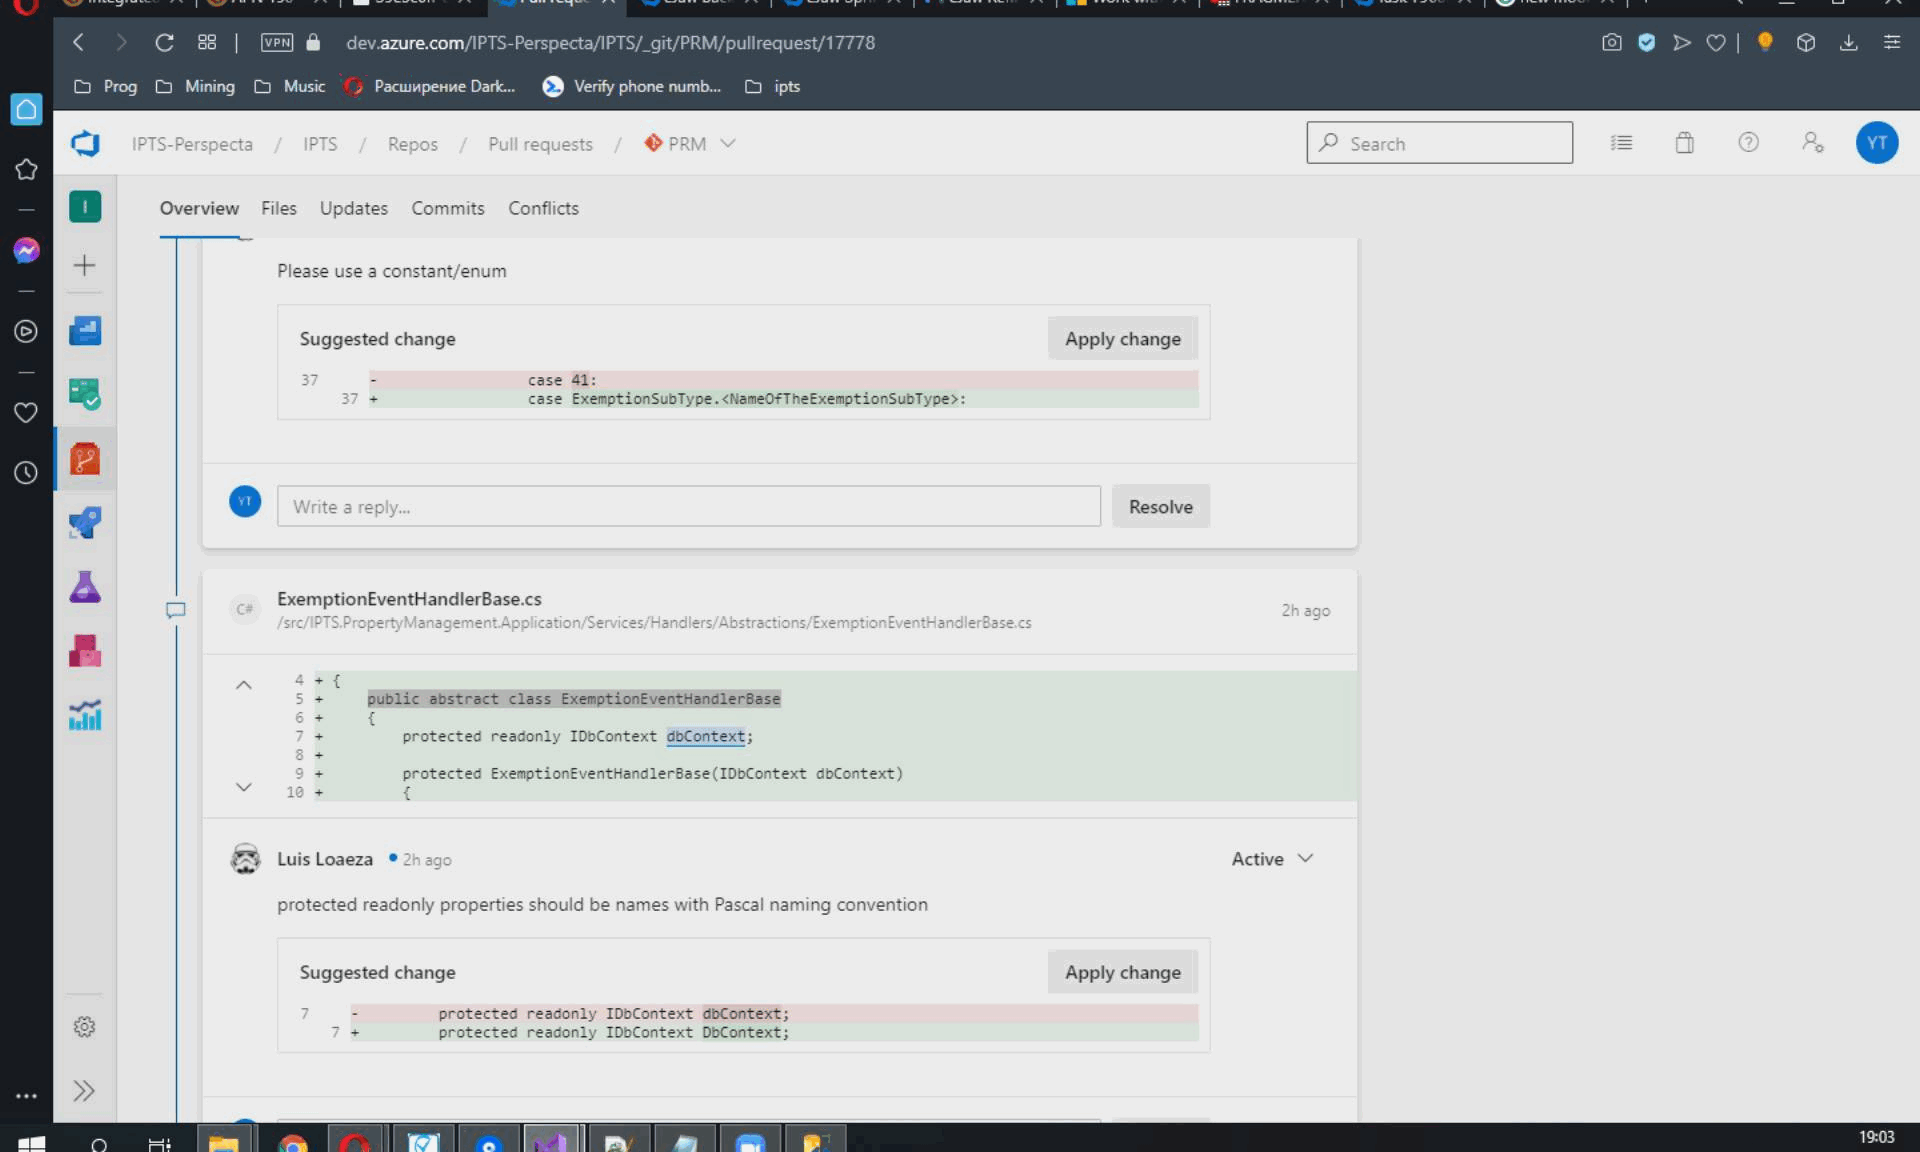 VPN
dev.azure.com/IPTS-Perspecta/IPTS/_git/PRM/pullrequest/17778
Prog
Mining
Music
Расширение Dark...
Verify phone numb...
ipts
IPTS-Perspecta / IPTS / Repos / Pull requests / PRM
Search
YT
I
Overview Files Updates Commits Conflicts
Please use a constant/enum
Suggested change
Apply change
37 - case 41:
37 + case ExemptionSubType.<NameOfTheExemptionSubType>:
YT
Write a reply...
Resolve
C#
ExemptionEventHandlerBase.cs
/src/IPTS.PropertyManagement.Application/Services/Handlers/Abstractions/ExemptionEventHandlerBase.cs
2h ago
4 + {
5 + public abstract class ExemptionEventHandlerBase
6 + {
7 + protected readonly IDbContext dbContext;
8 +
9 + protected ExemptionEventHandlerBase(IDbContext dbContext)
10 + {
Luis Loaeza
2h ago
Active
protected readonly properties should be names with Pascal naming convention
Suggested change
Apply change
7 - protected readonly IDbContext dbContext;
7 + protected readonly IDbContext DbContext;
19:03